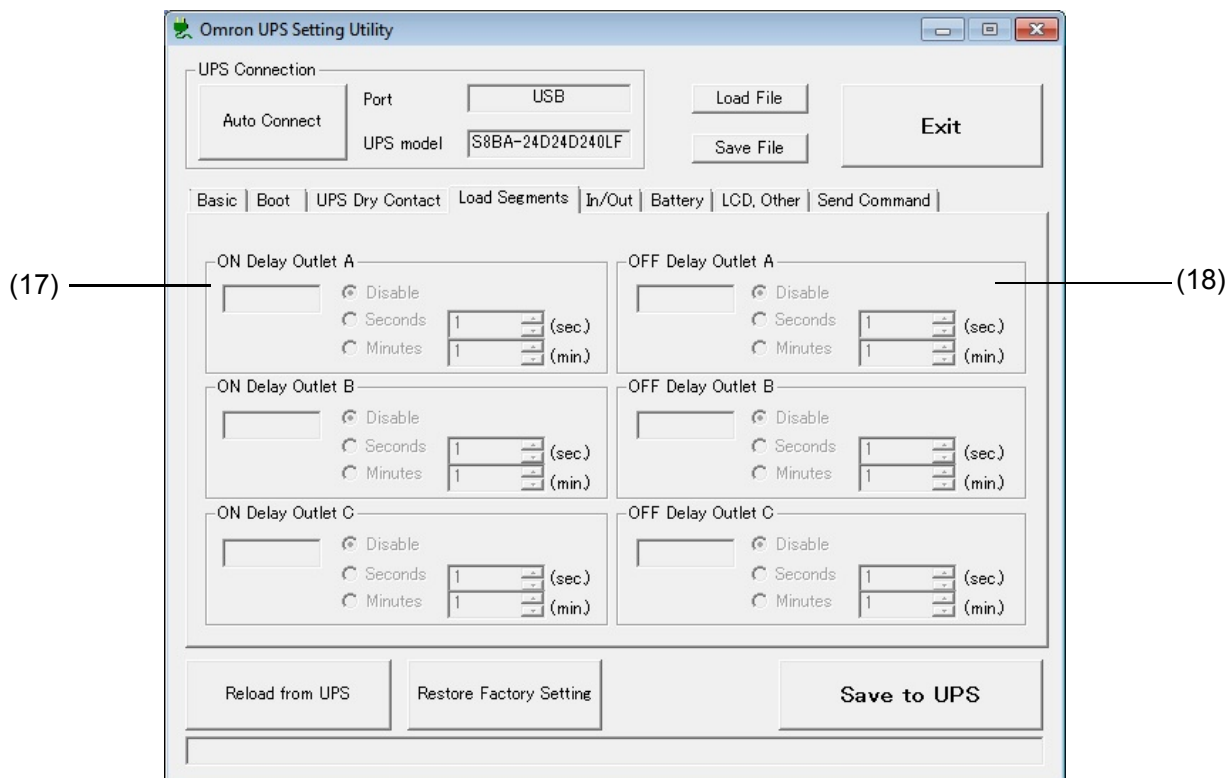 Omron UPS Setting Utility
UPS Connection
Auto Connect
Port USB
UPS model S8BA-24D24D240LF
Load File
Save File
Exit
Basic Boot UPS Dry Contact Load Segments In/Out Battery LCD, Other Send Command
(17)
ON Delay Outlet A
Disable
Seconds 1 (sec.)
Minutes 1 (min.)
OFF Delay Outlet A
Disable
Seconds 1 (sec.)
Minutes 1 (min.)
(18)
ON Delay Outlet B
Disable
Seconds 1 (sec.)
Minutes 1 (min.)
OFF Delay Outlet B
Disable
Seconds 1 (sec.)
Minutes 1 (min.)
ON Delay Outlet C
Disable
Seconds 1 (sec.)
Minutes 1 (min.)
OFF Delay Outlet C
Disable
Seconds 1 (sec.)
Minutes 1 (min.)
Reload from UPS
Restore Factory Setting
Save to UPS